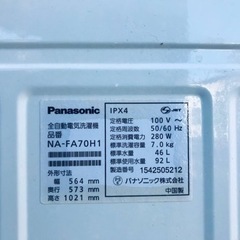 Panasonic
全自動電気洗濯機
品番
NA-FA70H1
外形寸法
幅 564 mm
奥行 573 mm
高さ 1021 mm
IPX4
JET
定格電圧 100 V~
定格周波数 50/60 Hz
定格消費電力 280 W
標準洗濯容量 7.0 kg
標準水量 46 L
標準使用水量 92 L
製造番号 1542505212
パナソニック株式会社
中国製